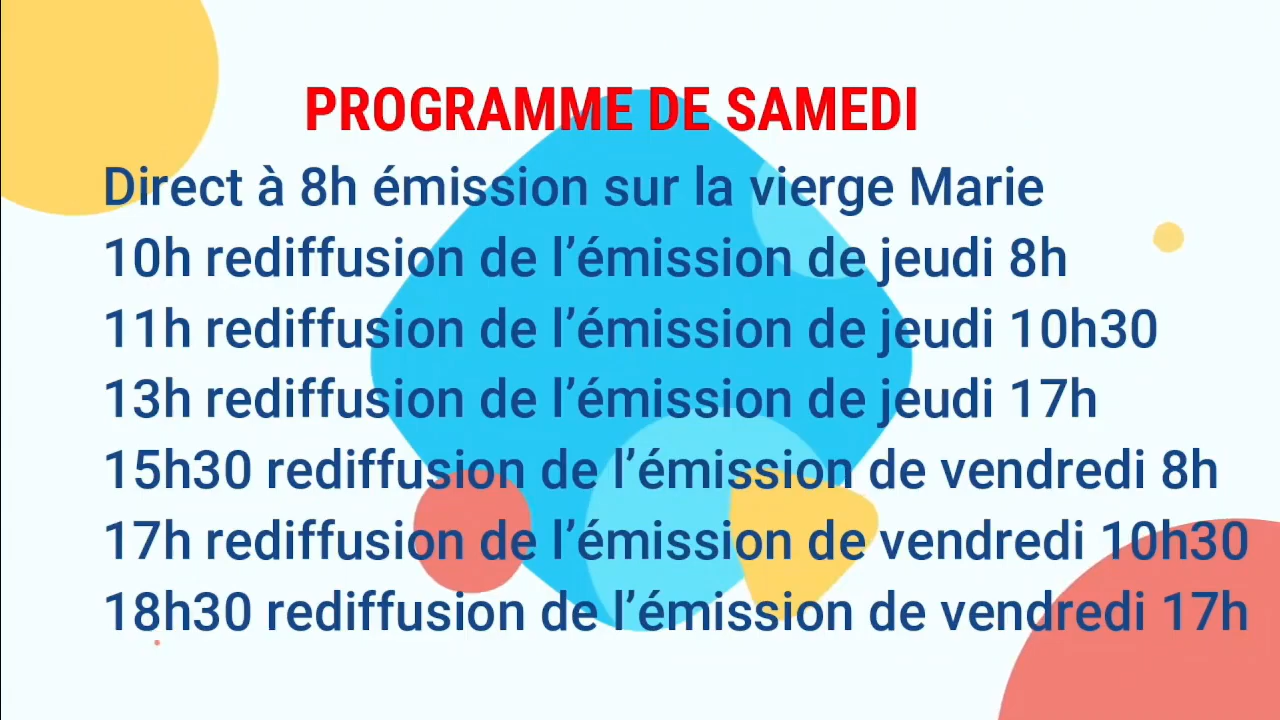 PROGRAMME DE SAMEDI
Direct à 8h émission sur la vierge Marie
10h rediffusion de l’émission de jeudi 8h
11h rediffusion de l’émission de jeudi 10h30
13h rediffusion de l’émission de jeudi 17h
15h30 rediffusion de l’émission de vendredi 8h
17h rediffusion de l’émission de vendredi 10h30
18h30 rediffusion de l’émission de vendredi 17h